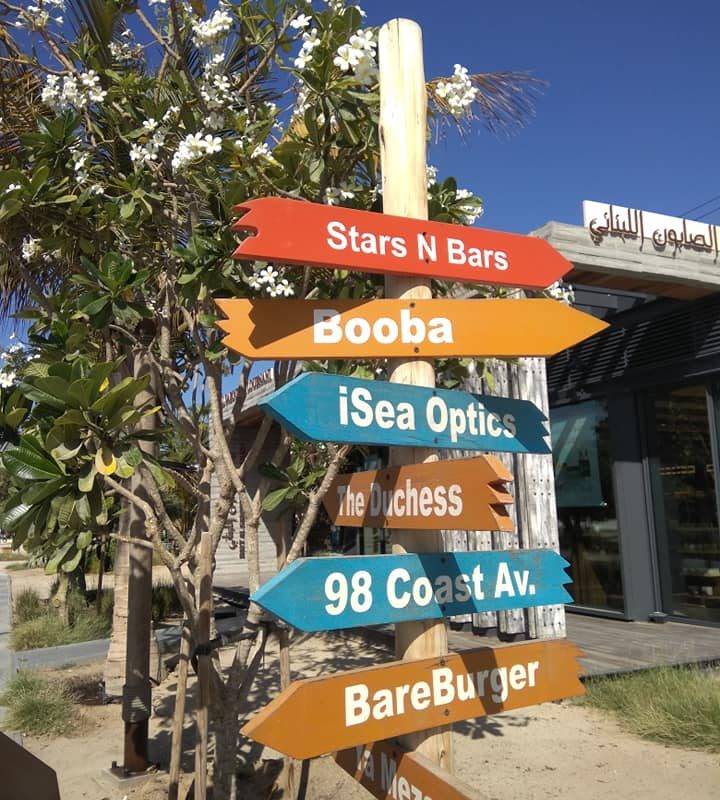 الصابون اللبناني
Stars N Bars
Booba
iSea Optics
The Duchess
98 Coast Av.
BareBurger